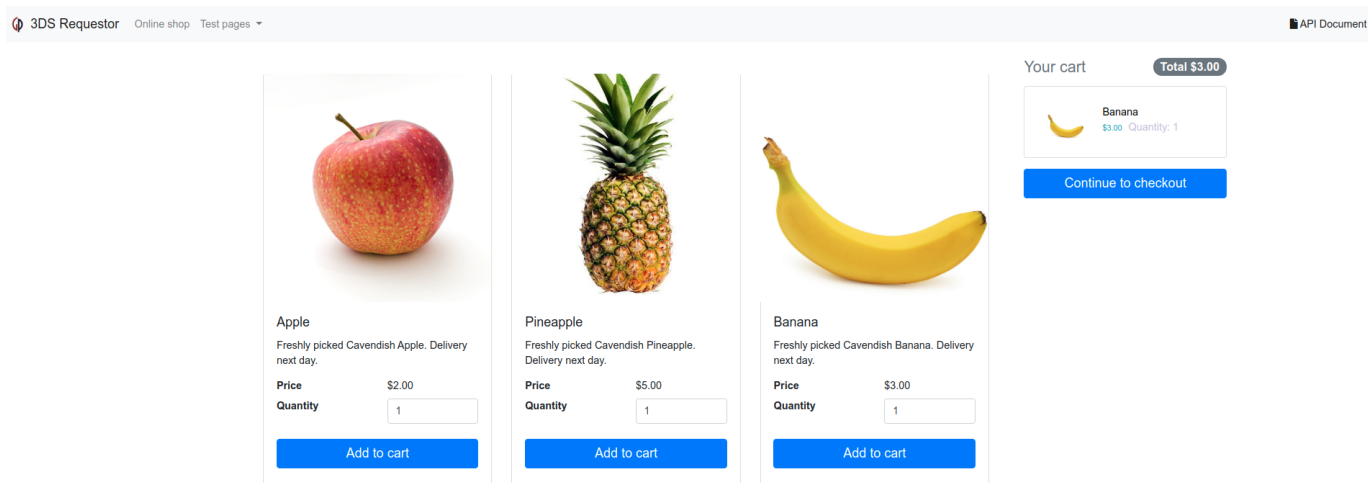 3DS Requestor Online shop Test pages API Document
Apple
Freshly picked Cavendish Apple. Delivery
next day.
Price $2.00
Quantity 1
Add to cart
Pineapple
Freshly picked Cavendish Pineapple.
Delivery next day.
Price $5.00
Quantity 1
Add to cart
Banana
Freshly picked Cavendish Banana. Delivery
next day.
Price $3.00
Quantity 1
Add to cart
Your cart Total $3.00
Banana
$3.00 Quantity: 1
Continue to checkout